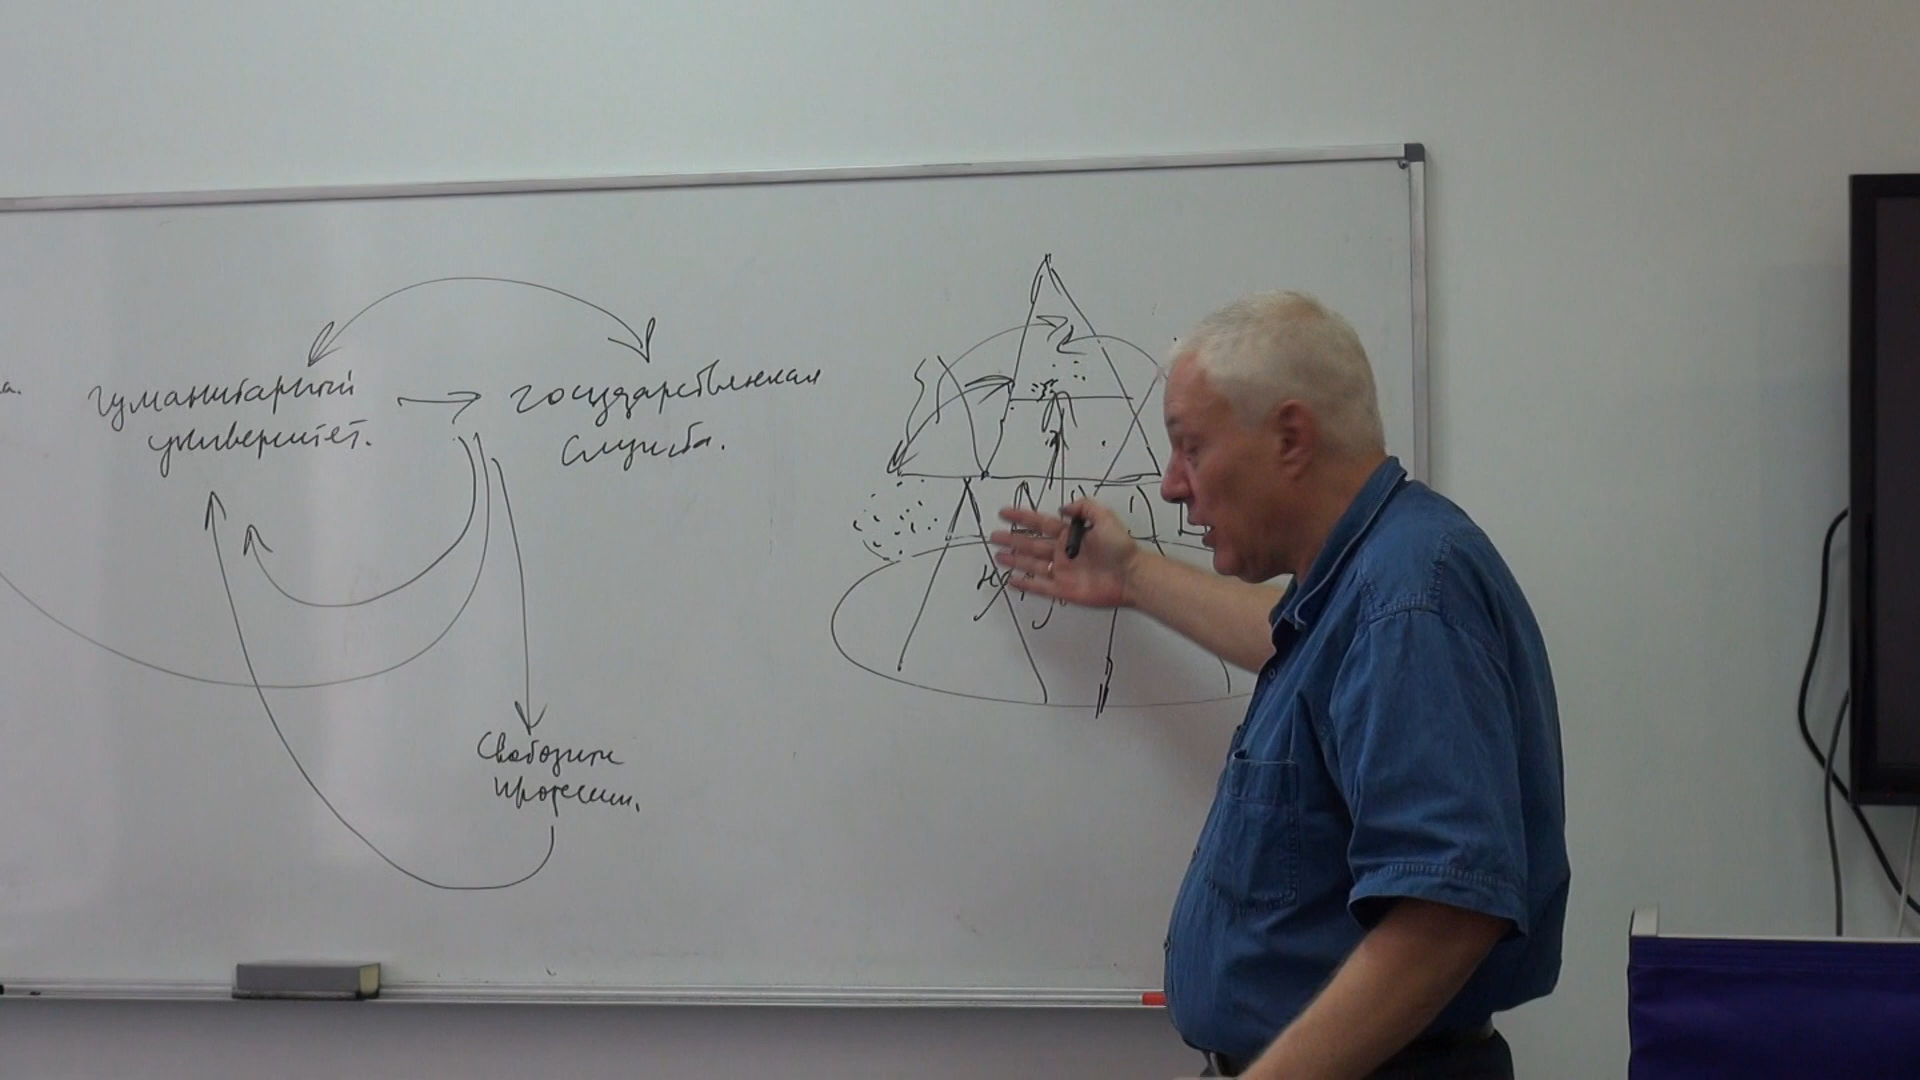 а.
гуманитарный
университет.
государственная
служба.
Свободные
профессии.